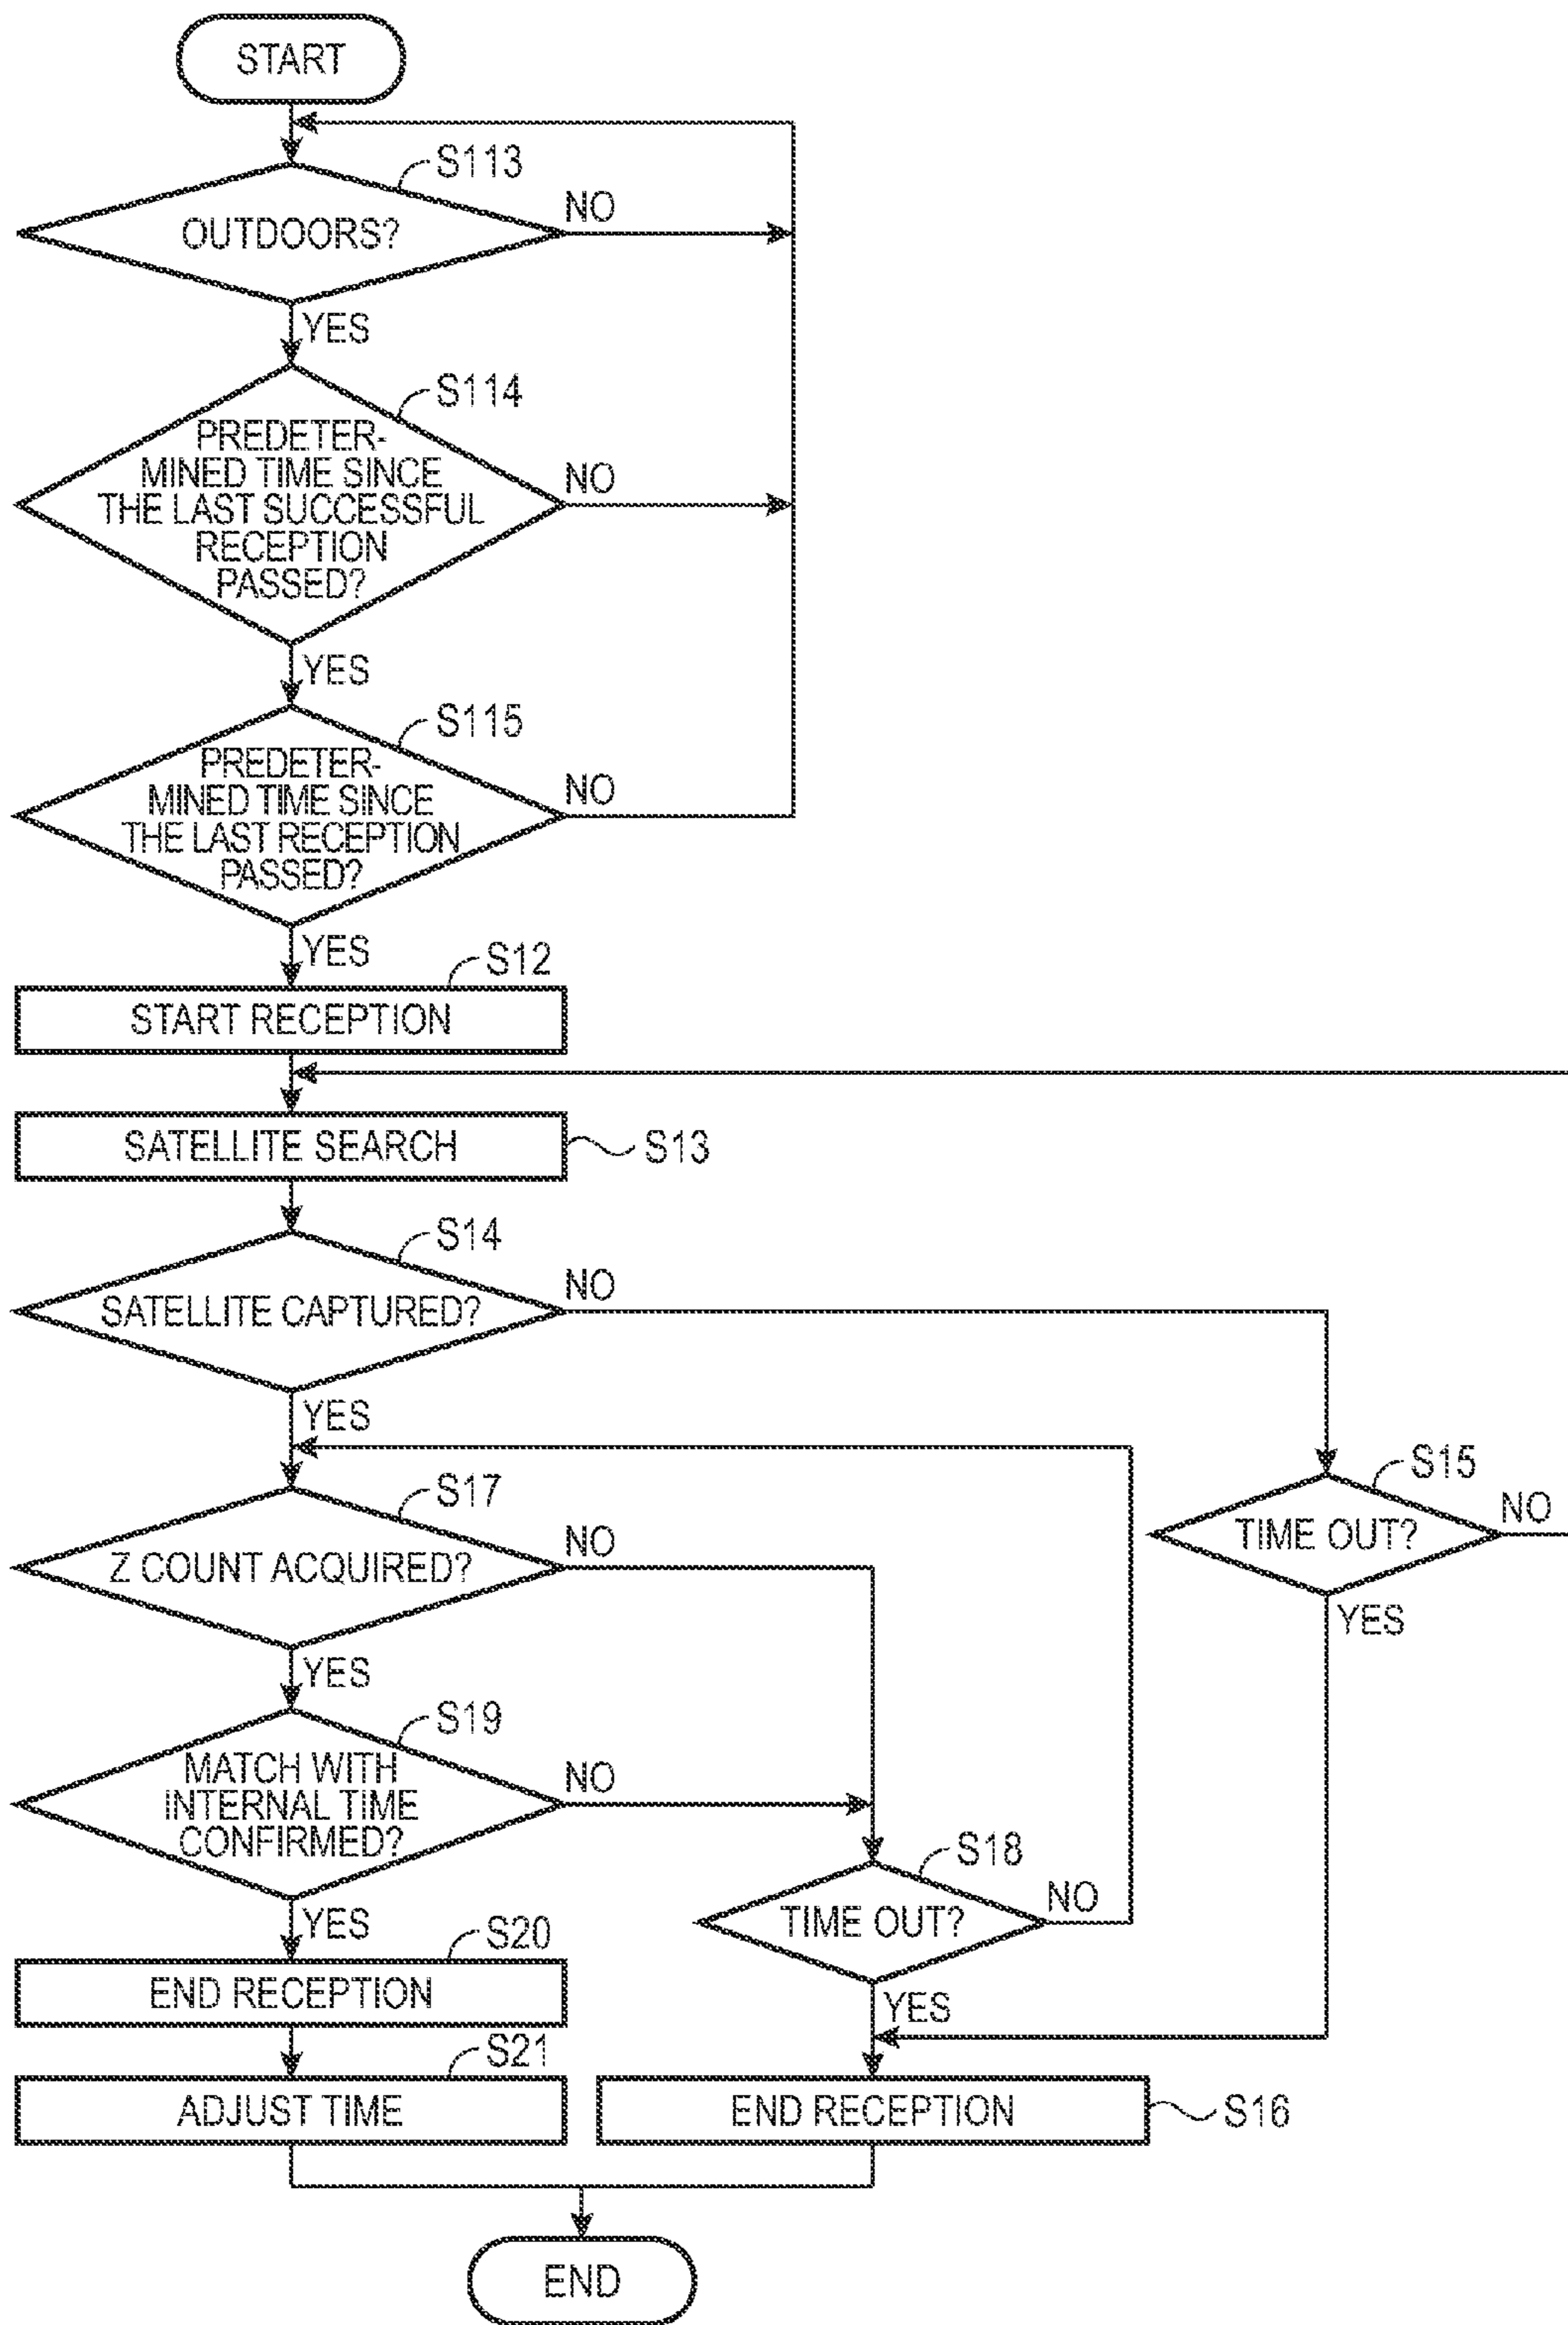 START
S113
OUTDOORS?
NO
YES
S114
PREDETER-
MINED TIME SINCE
THE LAST SUCCESSFUL
RECEPTION
PASSED?
NO
YES
S115
PREDETER-
MINED TIME SINCE
THE LAST RECEPTION
PASSED?
NO
YES
S12
START RECEPTION
SATELLITE SEARCH
S13
S14
SATELLITE CAPTURED?
NO
YES
S15
TIME OUT?
NO
YES
S17
Z COUNT ACQUIRED?
NO
YES
S19
MATCH WITH
INTERNAL TIME
CONFIRMED?
NO
YES
S18
TIME OUT?
NO
YES
S20
END RECEPTION
S21
ADJUST TIME
END RECEPTION
S16
END